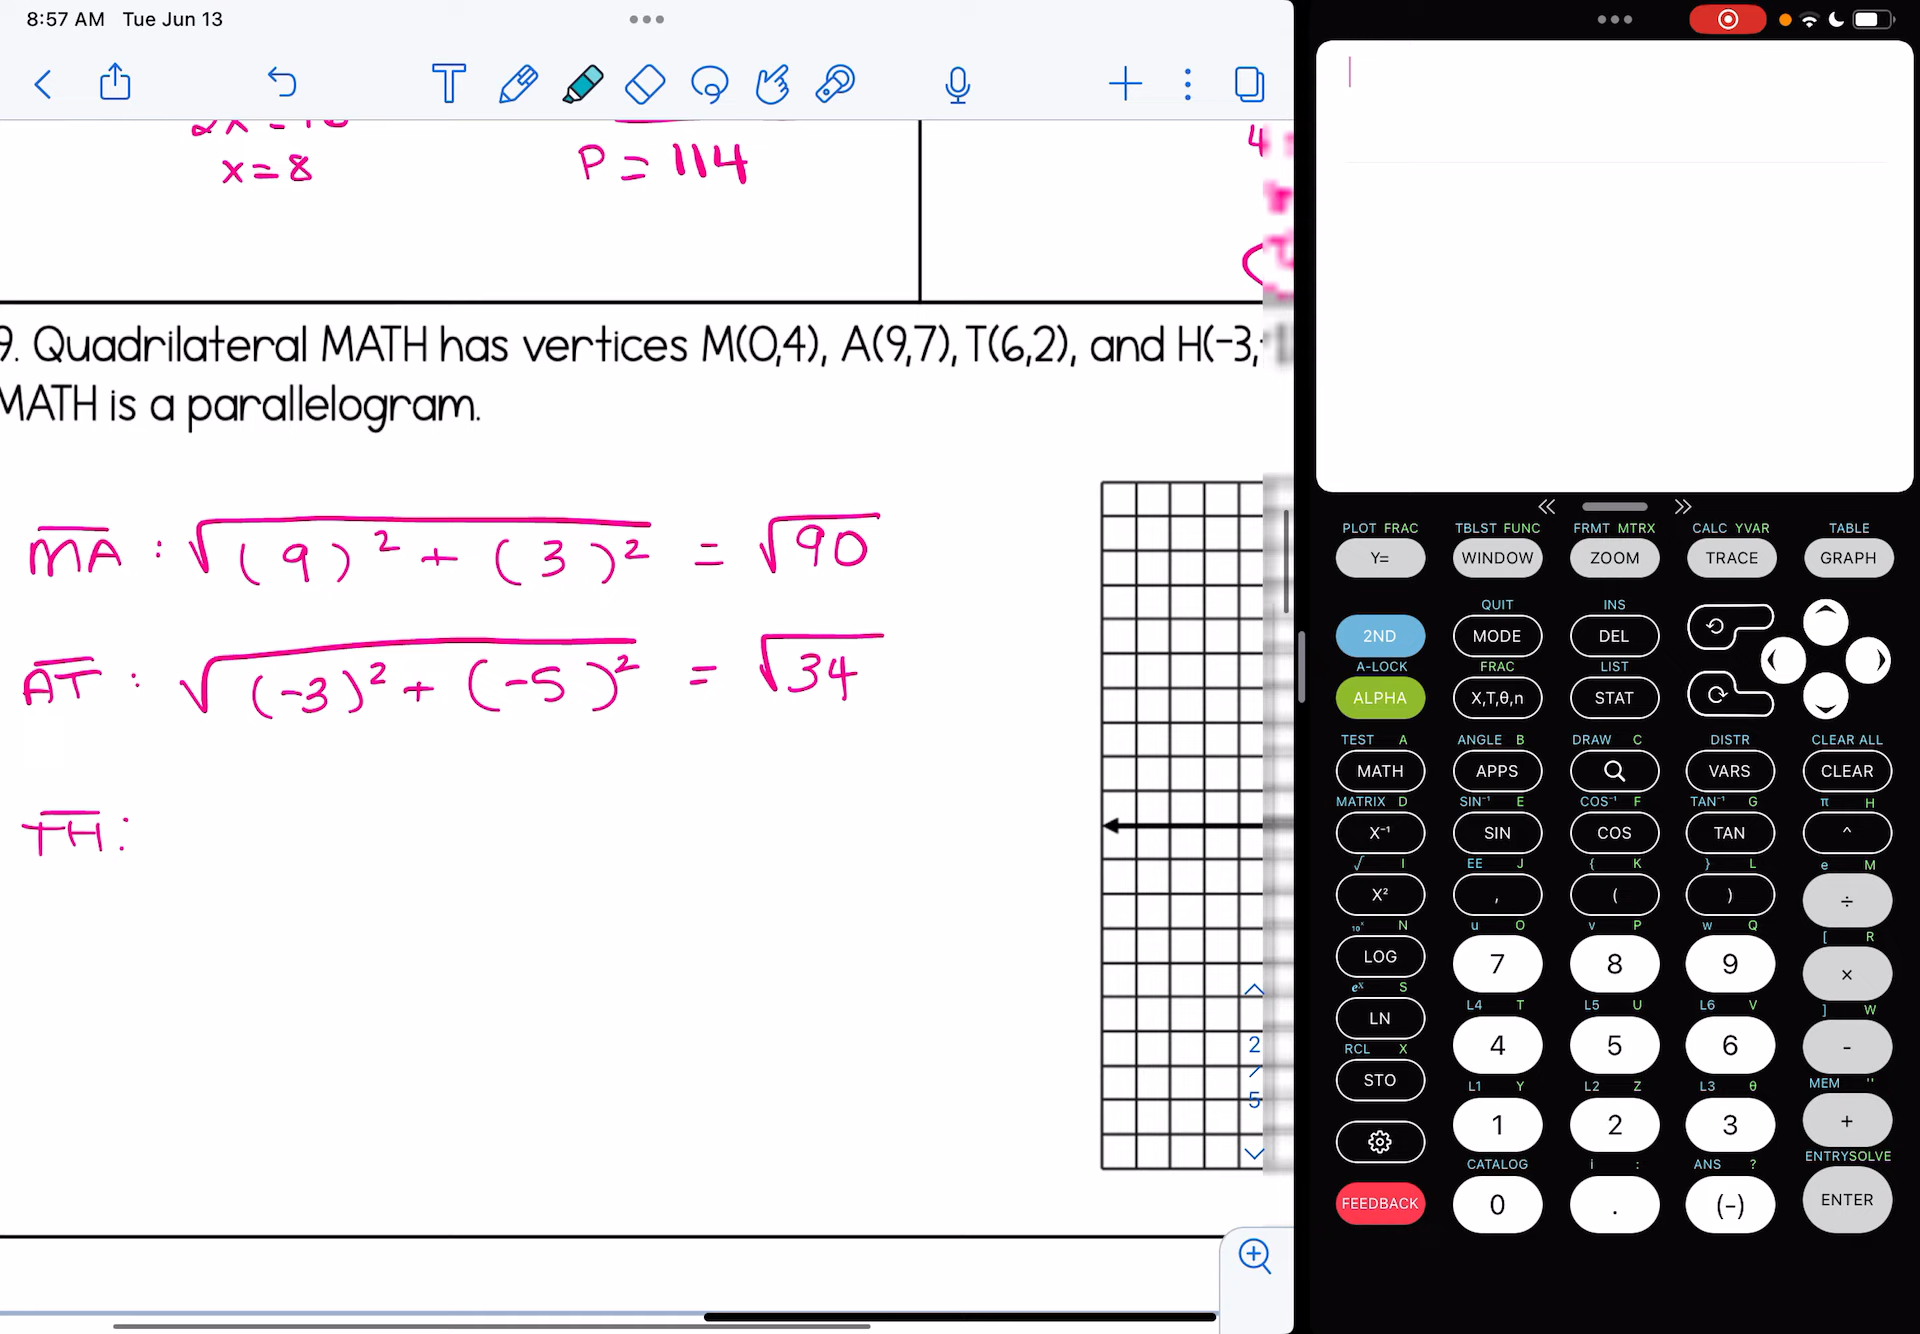 8:57 AM Tue Jun 13
x = 8
P = 114
4
9. Quadrilateral MATH has vertices M(0,4), A(9,7), T(6,2), and H(-3,
MATH is a parallelogram.
MA : √(9)² + (3)² = √90
AT : √(-3)² + (-5)² = √34
TH :
2
5
PLOT FRAC TBLST FUNC FRMT MTRX CALC YVAR TABLE
Y= WINDOW ZOOM TRACE GRAPH
QUIT INS
2ND MODE DEL
A-LOCK FRAC LIST
ALPHA X,T,θ,n STAT
TEST A ANGLE B DRAW C DISTR CLEAR ALL
MATH APPS VARS CLEAR
MATRIX D SIN⁻¹ E COS⁻¹ F TAN⁻¹ G π H
X⁻¹ SIN COS TAN ^
√ I EE J { K } L e M
X² , ( ) ÷
10ˣ N u O v P w Q [ R
LOG 7 8 9 ×
eˣ S L4 T L5 U L6 V ] W
LN 4 5 6 -
RCL X L1 Y L2 Z L3 θ MEM "
STO 1 2 3 +
CATALOG i : ANS ? ENTRY SOLVE
FEEDBACK 0 . (-) ENTER